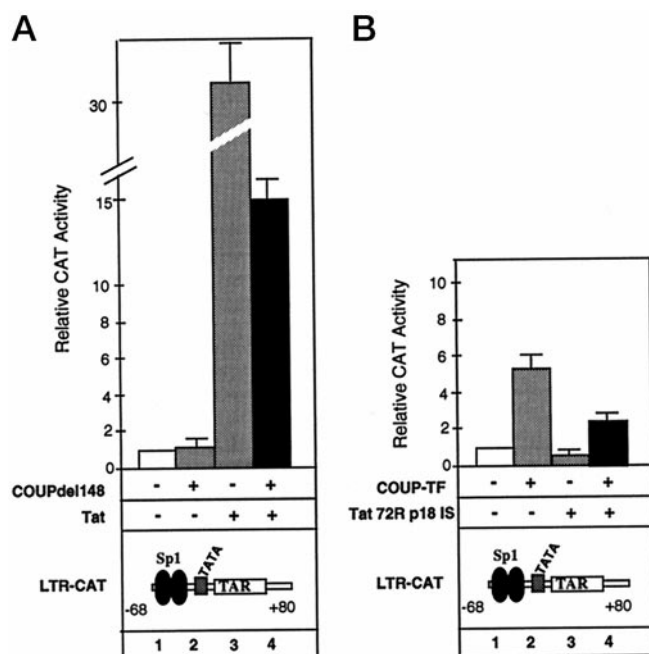 A
Relative CAT Activity
30
15
10
8
6
4
2
0
COUPdel148 - + - +
Tat - - + +
Sp1
TATA
LTR-CAT
TAR
-68
+80
1 2 3 4
B
Relative CAT Activity
10
8
6
4
2
0
COUP-TF - + - +
Tat 72R p18 IS - - + +
Sp1
TATA
LTR-CAT
TAR
-68
+80
1 2 3 4